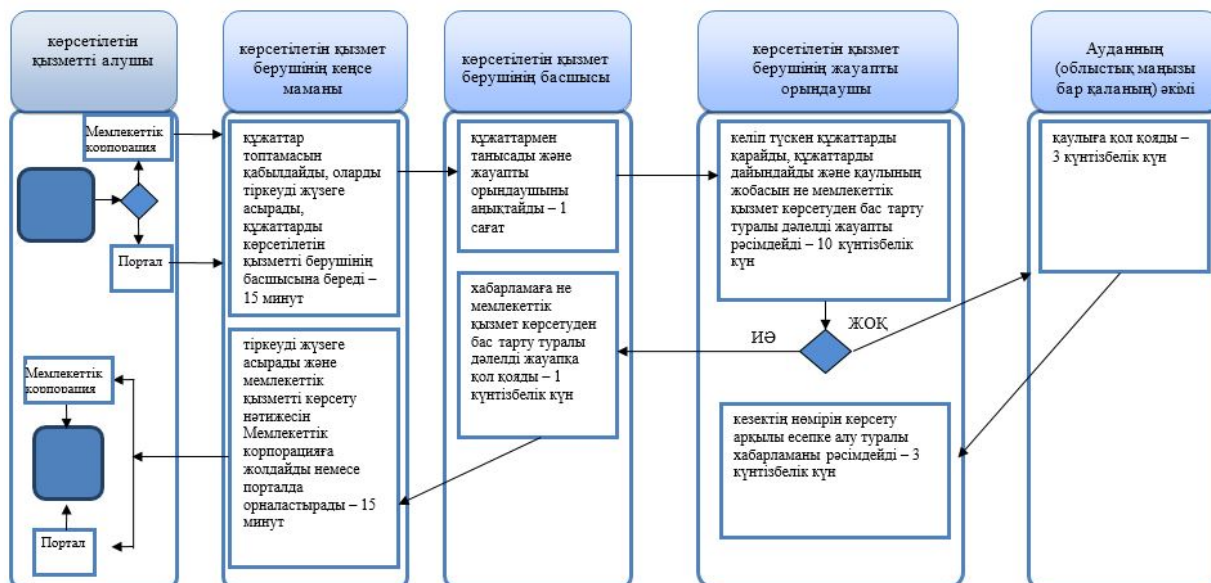 көрсетілетін
қызметті алушы
көрсетілетін қызмет
берушінің кеңсе
маманы
көрсетілетін қызмет
берушінің басшысы
көрсетілетін қызмет
берушінің жауапты
орындаушы
Ауданның
(облыстық маңызы
бар қаланың) әкімі
Мемлекеттік
корпорация
Портал
құжаттар
топтамасын
қабылдайды, оларды
тіркеуді жүзеге
асырады,
құжаттарды
көрсетілетін
қызметті берушінің
басшысына береді –
15 минут
құжаттармен
танысады және
жауапты
орындаушыны
анықтайды – 1
сағат
келіп түскен құжаттарды
қарайды, құжаттарды
дайындайды және қаулының
жобасын не мемлекеттік
қызмет көрсетуден бас тарту
туралы дәлелді жауапты
рәсімдейді – 10 күнтізбелік
күн
қаулыға қол қояды –
3 күнтізбелік күн
ИӘ
ЖОҚ
хабарламаға не
мемлекеттік
қызмет көрсетуден
бас тарту туралы
дәлелді жауапқа
қол қояды – 1
күнтізбелік күн
кезектің нөмірін көрсету
арқылы есепке алу туралы
хабарламаны рәсімдейді – 3
күнтізбелік күн
тіркеуді жүзеге
асырады және
мемлекеттік
қызметті көрсету
нәтижесін
Мемлекеттік
корпорацияға
жолдайды немесе
порталда
орналастырады – 15
минут
Мемлекеттік
корпорация
Портал